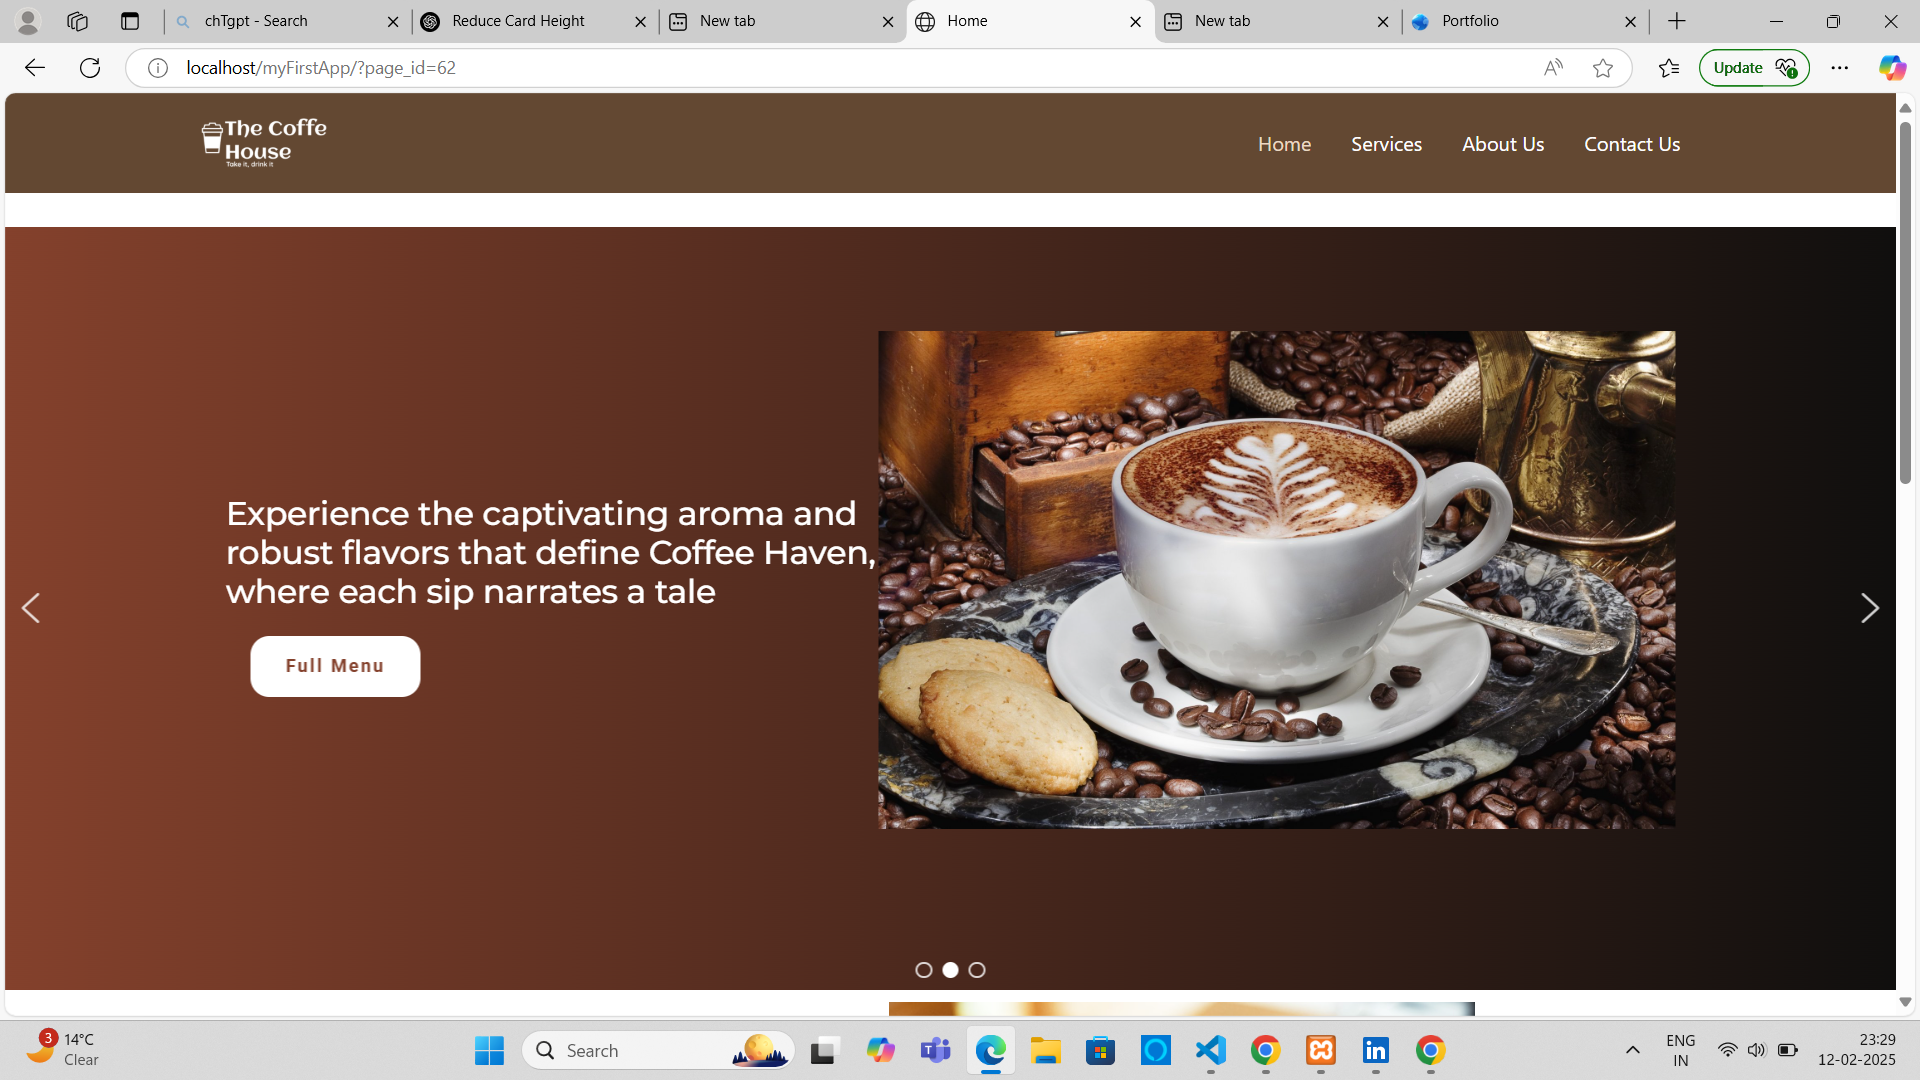 chTgpt - Search
Reduce Card Height
New tab
Home
New tab
Portfolio
localhost/myFirstApp/?page_id=62
Update
The Coffe
House
Take it, drink it
Home
Services
About Us
Contact Us
Experience the captivating aroma and
robust flavors that define Coffee Haven,
where each sip narrates a tale
Full Menu
3
14°C
Clear
Search
ENG
IN
23:29
12-02-2025